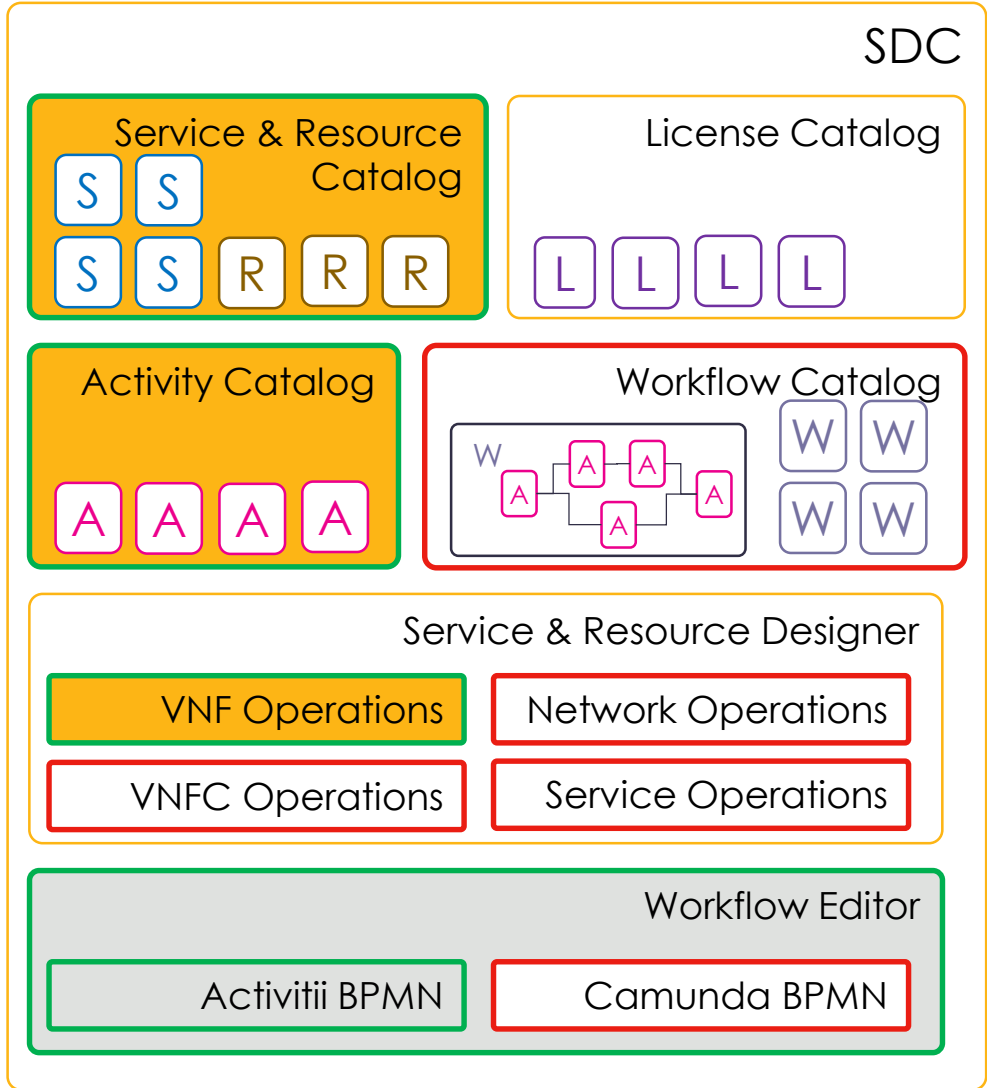 SDC
Service & Resource
Catalog
S S
S S R R R
License Catalog
L L L L
Activity Catalog
A A A A
Workflow Catalog
W
A A A A A
W W
W W
Service & Resource Designer
VNF Operations
Network Operations
VNFC Operations
Service Operations
Workflow Editor
Activitii BPMN
Camunda BPMN